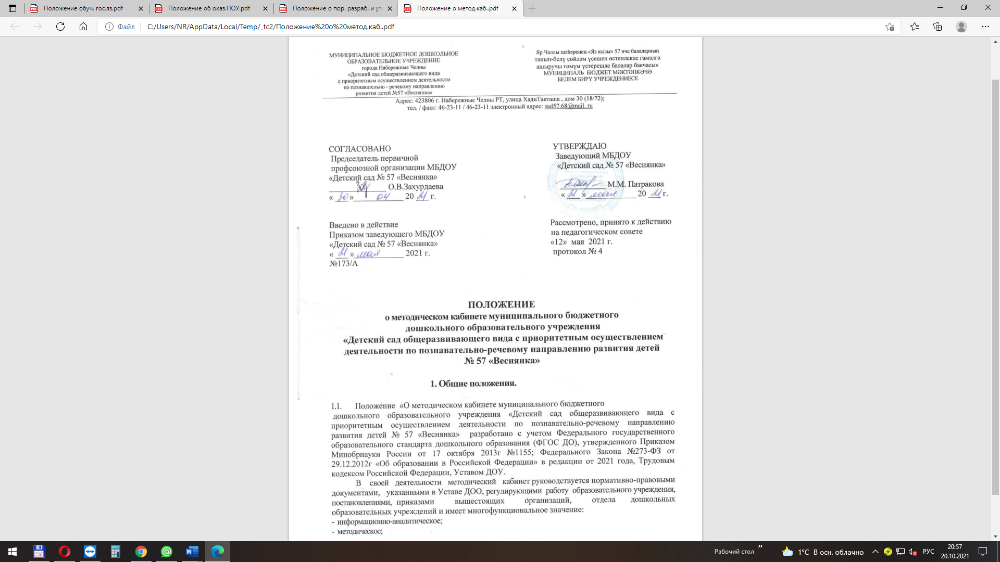 Положение обуч. гос.яз.pdf
Положение об оказ.ПОУ.pdf
Положение о пор. разраб. и ут
Положение о метод.каб..pdf
Файл
C:/Users/NR/AppData/Local/Temp/_tc2/Положение%20о%20метод.каб..pdf
МУНИЦИПАЛЬНОЕ БЮДЖЕТНОЕ ДОШКОЛЬНОЕ
ОБРАЗОВАТЕЛЬНОЕ УЧРЕЖДЕНИЕ
города Набережные Челны
«Детский сад общеразвивающего вида
с приоритетным осуществлением деятельности
по познавательно - речевому направлению
развития детей №57 «Веснянка»
Яр Чаллы шәһәренең «Яз кызы» 57 нче балаларның
танып-белү сөйләм үсешен өстенлекле гамәлгә
ашыручы гомүм үстерешле балалар бакчасы»
МУНИЦИПАЛЬ БЮДЖЕТ МӘКТӘПКӘЧӘ
БЕЛЕМ БИРҮ УЧРЕЖДЕНИЕСЕ
Адрес: 423806 г. Набережные Челны РТ, улица ХадиТакташа , дом 30 (18/72);
тел. / факс: 46-23-11 / 46-23-11 электронный адрес: sad57.68@mail. ru
СОГЛАСОВАНО
Председатель первичной
профсоюзной организации МБДОУ
«Детский сад № 57 «Веснянка»
О.В.Захурдаева
« 30 » 04 20 21 г.
УТВЕРЖДАЮ
Заведующий МБДОУ
«Детский сад № 57 «Веснянка»
М.М. Патракова
« 21 » мая 20 21 г.
Введено в действие
Приказом заведующего МБДОУ
«Детский сад № 57 «Веснянка»
« 21 » мая 2021 г.
№173/А
Рассмотрено, принято к действию
на педагогическом совете
«12» мая 2021 г.
протокол № 4
ПОЛОЖЕНИЕ
о методическом кабинете муниципального бюджетного
дошкольного образовательного учреждения
«Детский сад общеразвивающего вида с приоритетным осуществлением
деятельности по познавательно-речевому направлению развития детей
№ 57 «Веснянка»
1. Общие положения.
1.1. Положение «О методическом кабинете муниципального бюджетного
дошкольного образовательного учреждения «Детский сад общеразвивающего вида с
приоритетным осуществлением деятельности по познавательно-речевому направлению
развития детей № 57 «Веснянка» разработано с учетом Федерального государственного
образовательного стандарта дошкольного образования (ФГОС ДО), утвержденного Приказом
Минобрнауки России от 17 октября 2013г №1155; Федерального Закона №273-ФЗ от
29.12.2012г «Об образовании в Российской Федерации» в редакции от 2021 года, Трудовым
кодексом Российской Федерации, Уставом ДОУ.
В своей деятельности методический кабинет руководствуется нормативно-правовыми
документами, указанными в Уставе ДОО, регулирующими работу образовательного учреждения,
постановлениями, приказами вышестоящих организаций, отдела дошкольных
образовательных учреждений и имеет многофункциональное значение:
- информационно-аналитическое;
- методическое;
Рабочий стол
1°C В осн. облачно
РУС
20:57
20.10.2021